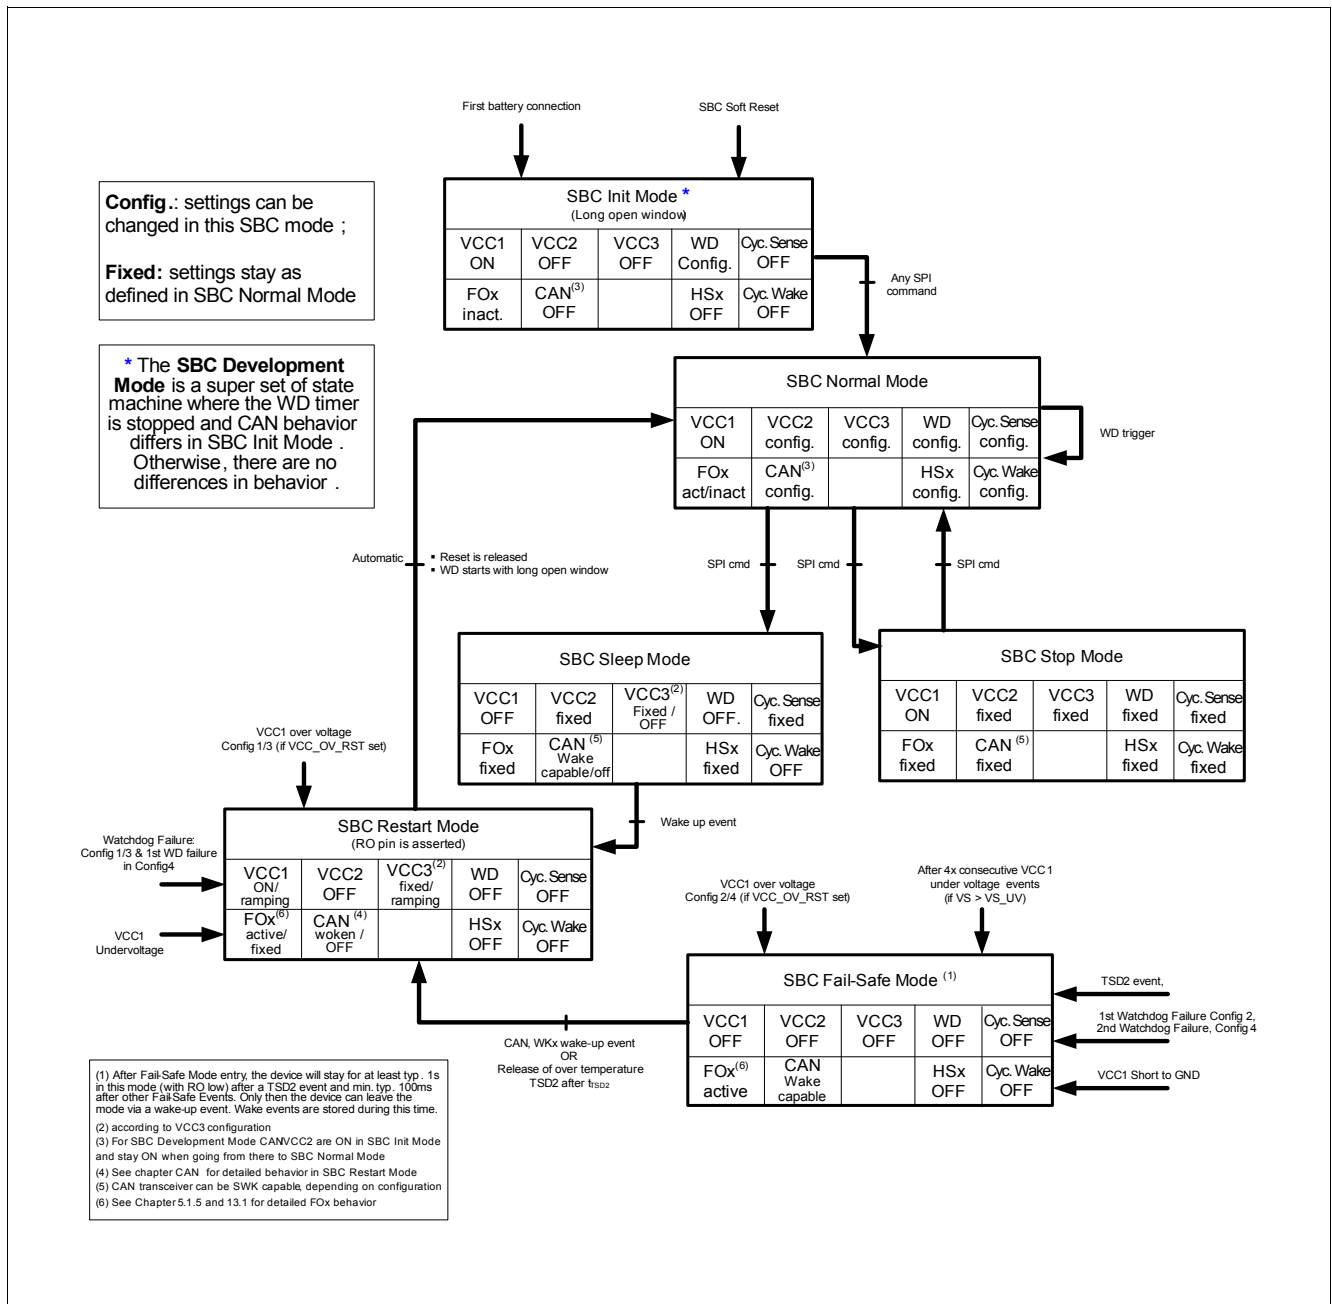 First battery connection
SBC Soft Reset
Config.: settings can be
changed in this SBC mode ;
Fixed: settings stay as
defined in SBC Normal Mode
* The SBC Development
Mode is a super set of state
machine where the WD timer
is stopped and CAN behavior
differs in SBC Init Mode .
Otherwise, there are no
differences in behavior .
SBC Init Mode *
(Long open window)
VCC1
ON
VCC2
OFF
VCC3
OFF
WD
Config.
Cyc. Sense
OFF
FOx
inact.
CAN(3)
OFF
HSx
OFF
Cyc. Wake
OFF
Any SPI
command
SBC Normal Mode
VCC1
ON
VCC2
config.
VCC3
config.
WD
config.
Cyc. Sense
config.
FOx
act/inact
CAN(3)
config.
HSx
config.
Cyc. Wake
config.
WD trigger
Automatic
▪ Reset is released
▪ WD starts with long open window
SPI cmd
SPI cmd
SPI cmd
SBC Sleep Mode
VCC1
OFF
VCC2
fixed
VCC3(2)
Fixed /
OFF
WD
OFF.
Cyc. Sense
fixed
FOx
fixed
CAN (5)
Wake
capable/off
HSx
fixed
Cyc. Wake
OFF
SBC Stop Mode
VCC1
ON
VCC2
fixed
VCC3
fixed
WD
fixed
Cyc. Sense
fixed
FOx
fixed
CAN (5)
fixed
HSx
fixed
Cyc. Wake
fixed
VCC1 over voltage
Config 1/3 (if VCC_OV_RST set)
Wake up event
Watchdog Failure:
Config 1/3 & 1st WD failure
in Config4
VCC1
Undervoltage
SBC Restart Mode
(RO pin is asserted)
VCC1
ON/
ramping
VCC2
OFF
VCC3(2)
fixed/
ramping
WD
OFF
Cyc. Sense
OFF
FOx(6)
active/
fixed
CAN (4)
woken /
OFF
HSx
OFF
Cyc. Wake
OFF
VCC1 over voltage
Config 2/4 (if VCC_OV_RST set)
After 4x consecutive VCC1
under voltage events
(if VS > VS_UV)
SBC Fail-Safe Mode (1)
VCC1
OFF
VCC2
OFF
VCC3
OFF
WD
OFF
Cyc. Sense
OFF
FOx(6)
active
CAN
Wake
capable
HSx
OFF
Cyc. Wake
OFF
TSD2 event,
1st Watchdog Failure Config 2,
2nd Watchdog Failure, Config 4
VCC1 Short to GND
CAN, WKx wake-up event
OR
Release of over temperature
TSD2 after tTSD2
(1) After Fail-Safe Mode entry, the device will stay for at least typ. 1s
in this mode (with RO low) after a TSD2 event and min. typ. 100ms
after other Fail-Safe Events. Only then the device can leave the
mode via a wake-up event. Wake events are stored during this time.
(2) according to VCC3 configuration
(3) For SBC Development Mode CAN/VCC2 are ON in SBC Init Mode
and stay ON when going from there to SBC Normal Mode
(4) See chapter CAN for detailed behavior in SBC Restart Mode
(5) CAN transceiver can be SWK capable, depending on configuration
(6) See Chapter 5.1.5 and 13.1 for detailed FOx behavior